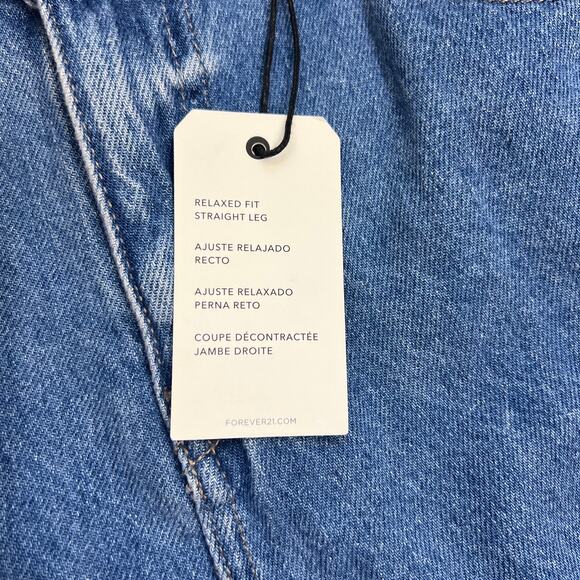 RELAXED FIT
STRAIGHT LEG
AJUSTE RELAJADO
RECTO
AJUSTE RELAXADO
PERNA RETO
COUPE DÉCONTRACTÉE
JAMBE DROITE
FOREVER21.COM